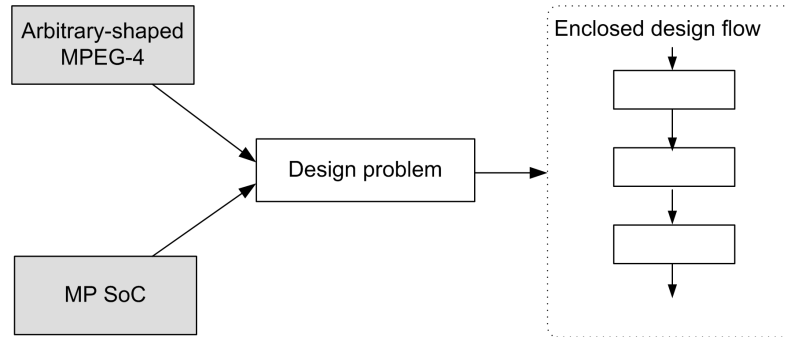 Arbitrary-shaped
MPEG-4
Enclosed design flow
Design problem
MP SoC